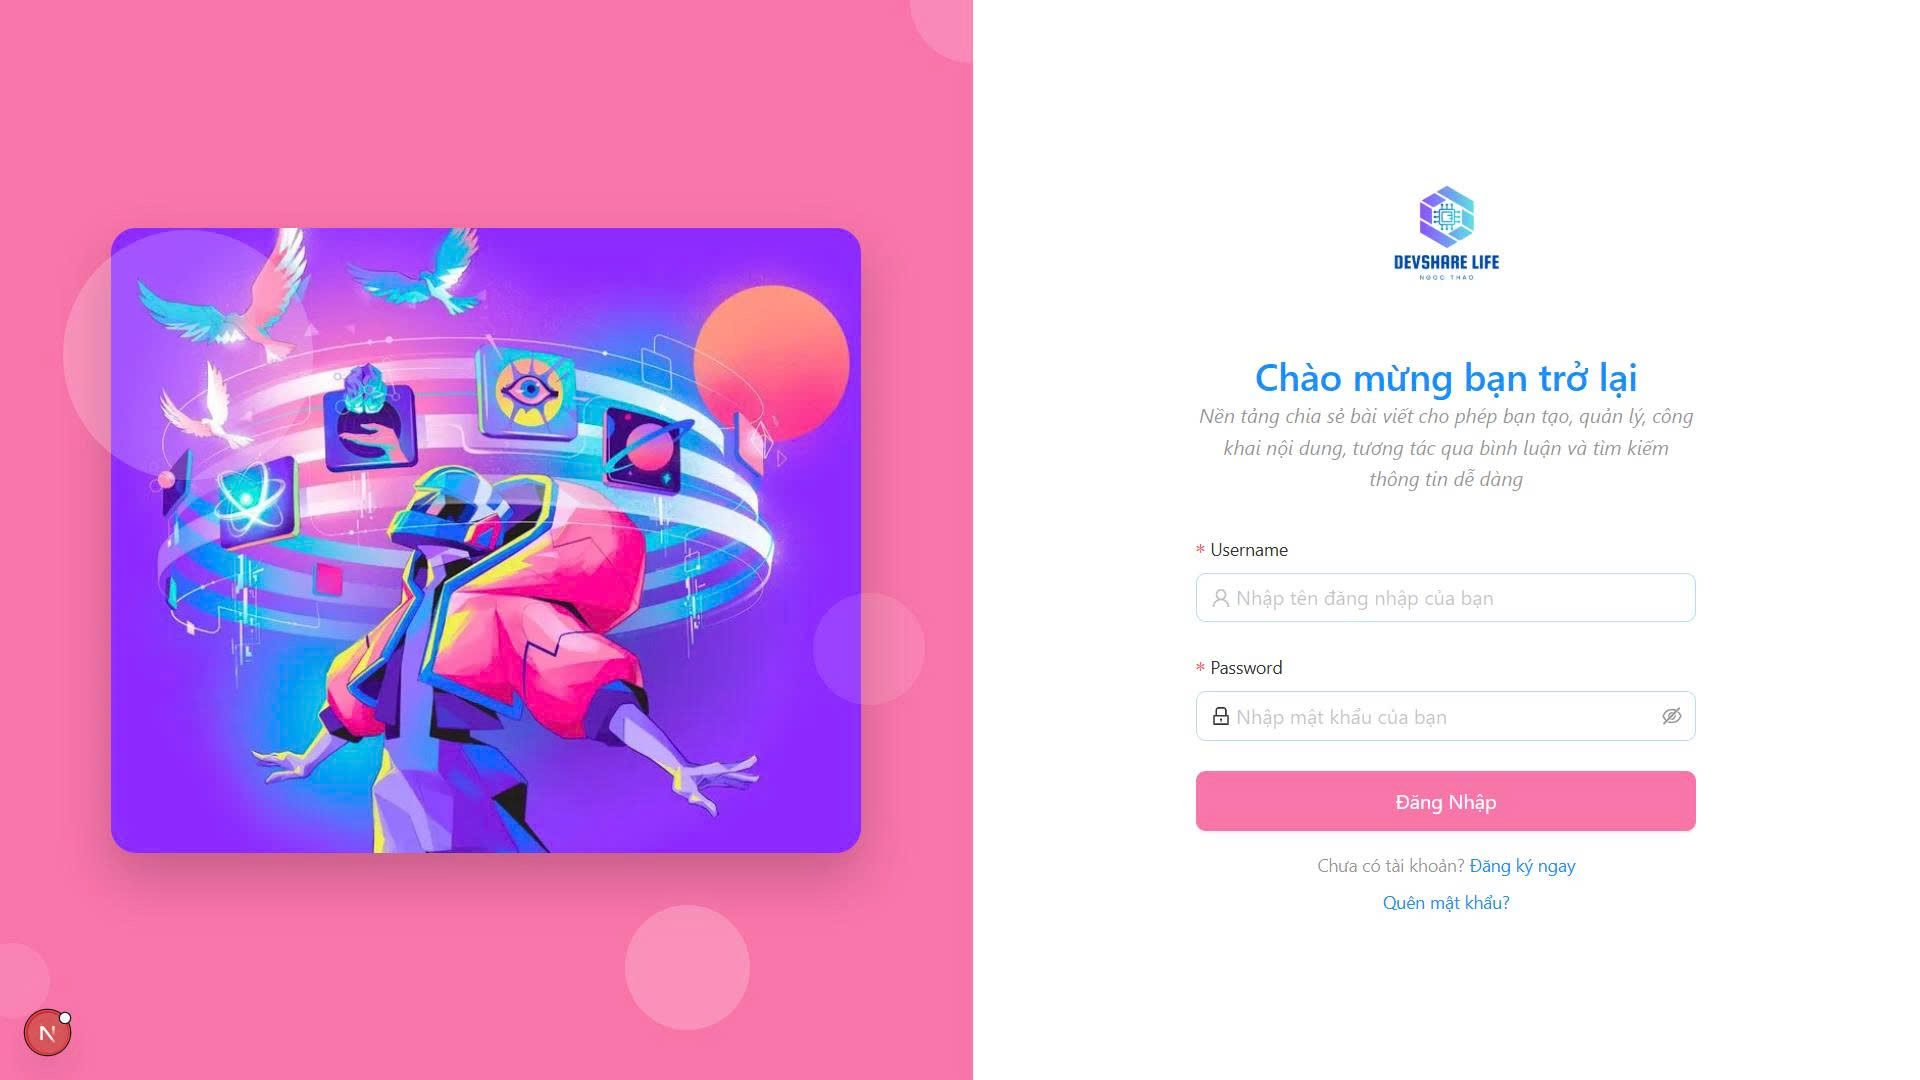 DEVSHARE LIFE
NGOC THAO
Chào mừng bạn trở lại
Nền tảng chia sẻ bài viết cho phép bạn tạo, quản lý, công
khai nội dung, tương tác qua bình luận và tìm kiếm
thông tin dễ dàng
* Username
Nhập tên đăng nhập của bạn
* Password
Nhập mật khẩu của bạn
Đăng Nhập
Chưa có tài khoản? Đăng ký ngay
Quên mật khẩu?
N